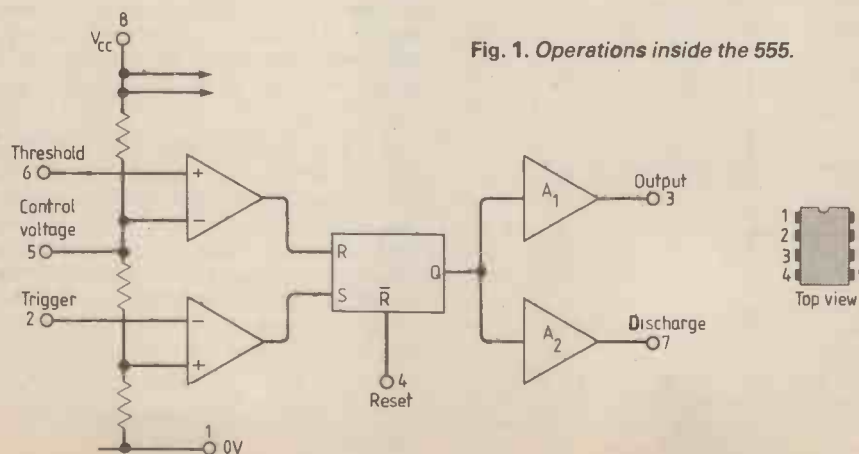 8
V_CC
Fig. 1. Operations inside the 555.
Threshold
6
+
−
Control
voltage
5
Trigger
2
−
+
R
S
R̅
Q
4
Reset
A₁
Output
3
A₂
Discharge
7
1
0V
1
2
3
4
Top view